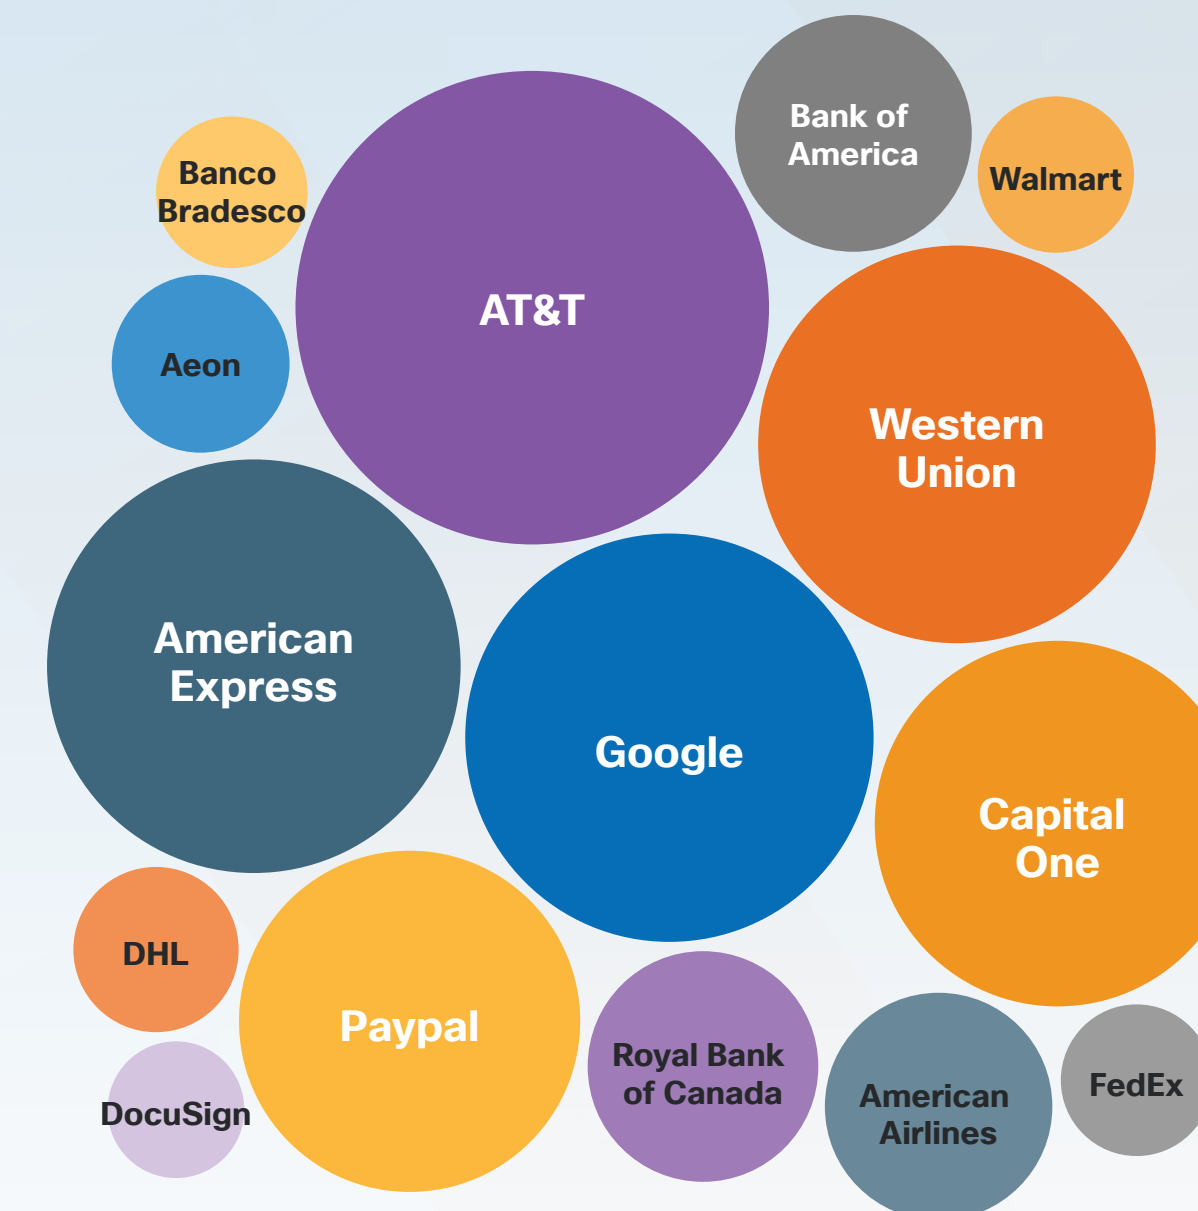 Bank of
America
Walmart
Banco
Bradesco
AT&T
Aeon
Western
Union
American
Express
Google
Capital
One
DHL
Paypal
Royal Bank
of Canada
American
Airlines
FedEx
DocuSign